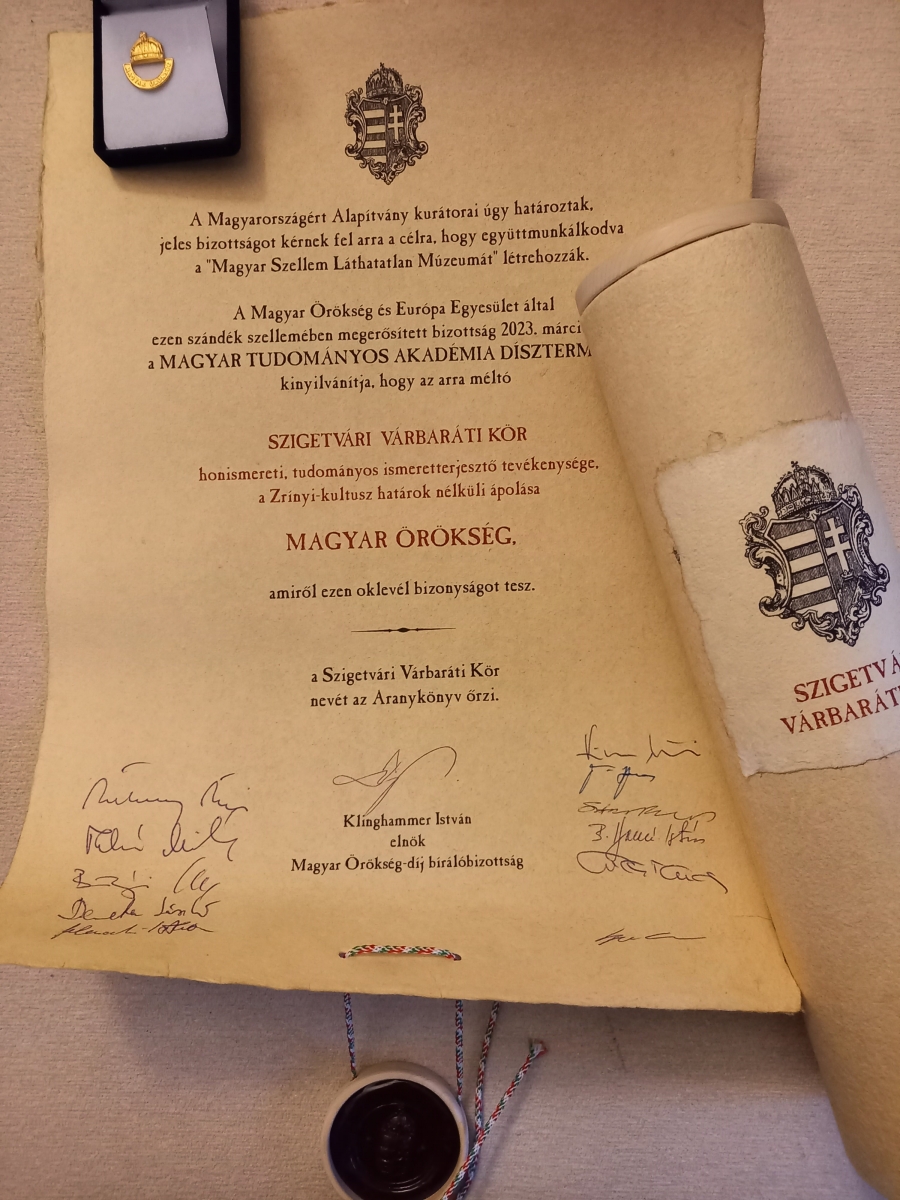 A Magyarországért Alapítvány kurátorai úgy határoztak,
jeles bizottságot kérnek fel arra a célra, hogy együttmunkálkodva
a "Magyar Szellem Láthatatlan Múzeumát" létrehozzák.
A Magyar Örökség és Európa Egyesület által
ezen szándék szellemében megerősített bizottság 2023. márci
a MAGYAR TUDOMÁNYOS AKADÉMIA DÍSZTERM
kinyilvánítja, hogy az arra méltó
SZIGETVÁRI VÁRBARÁTI KÖR
honismereti, tudományos ismeretterjesztő tevékenysége,
a Zrínyi-kultusz határok nélküli ápolása
MAGYAR ÖRÖKSÉG,
amiről ezen oklevél bizonyságot tesz.
a Szigetvári Várbaráti Kör
nevét az Aranykönyv őrzi.
Klinghammer István
elnök
Magyar Örökség-díj bírálóbizottság
SZIGETVÁ
VÁRBARÁT